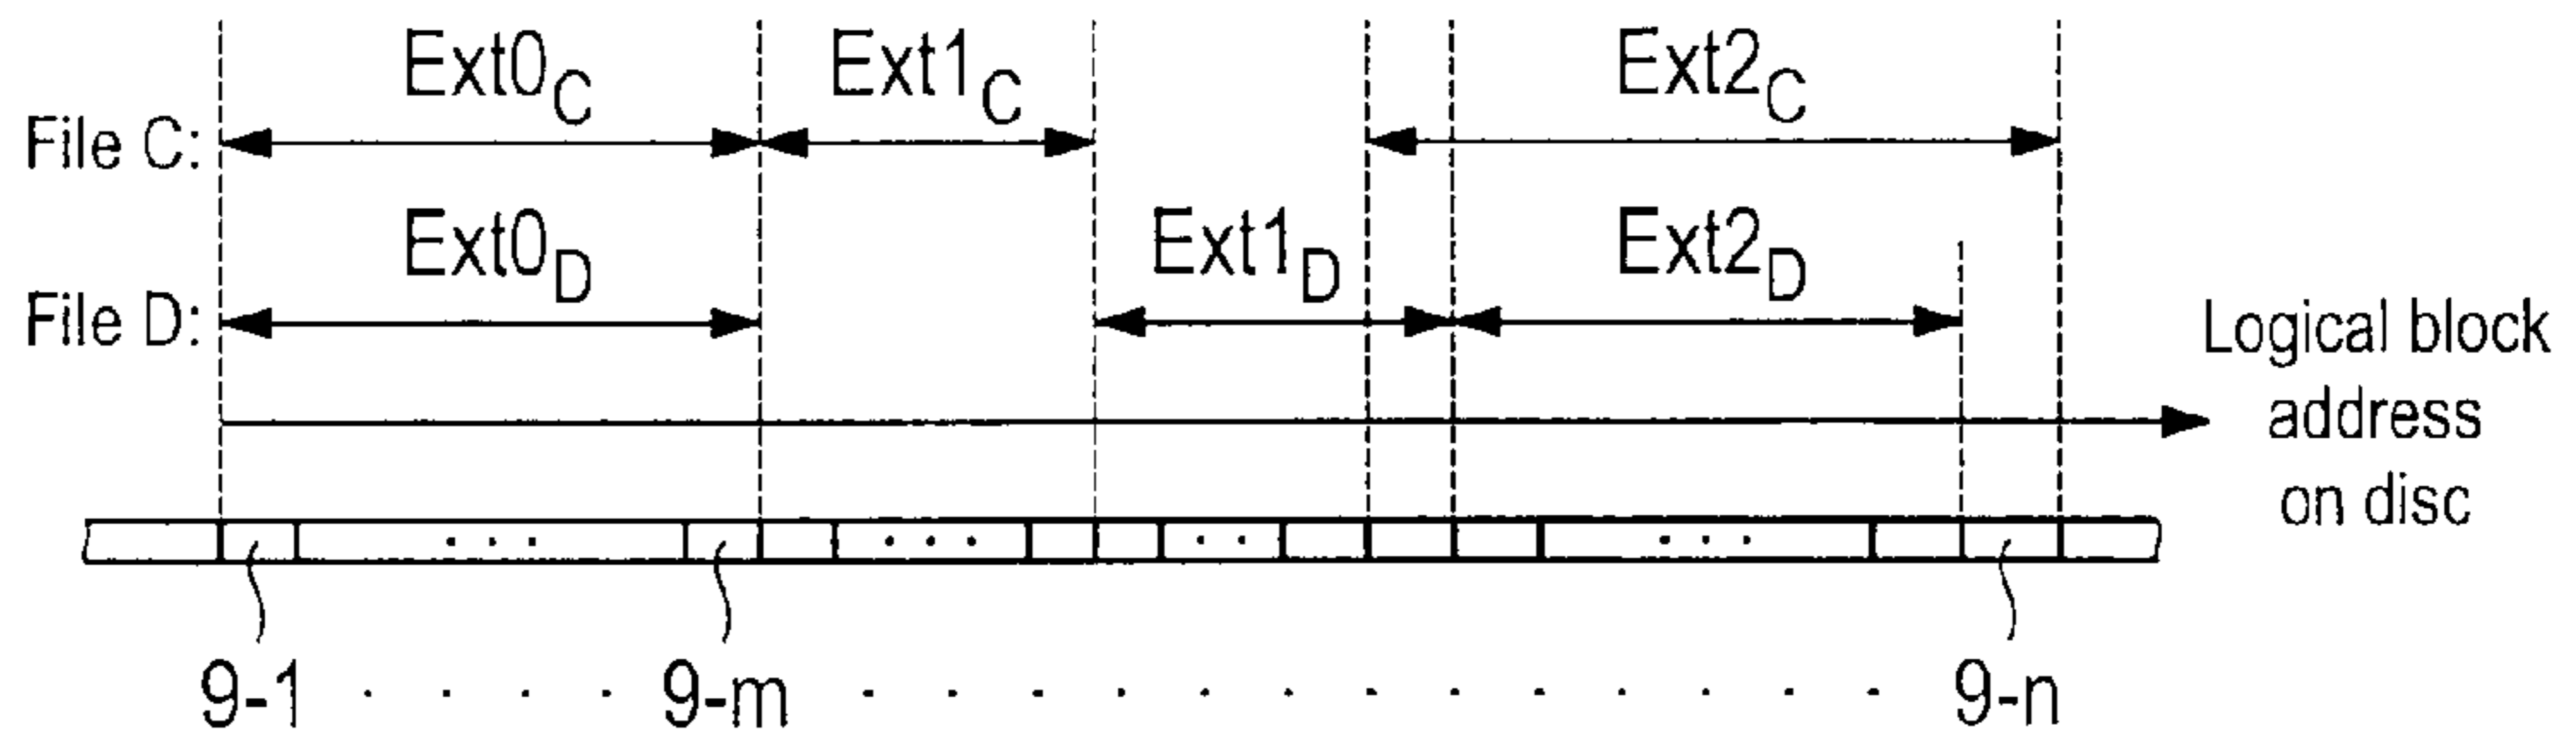 Ext0C Ext1C Ext2C
File C:
Ext0D Ext1D Ext2D
File D:
Logical block
address
on disc
. . . . . . . . . . .
9-1 . . . . 9-m . . . . . . . . . . . . . 9-n